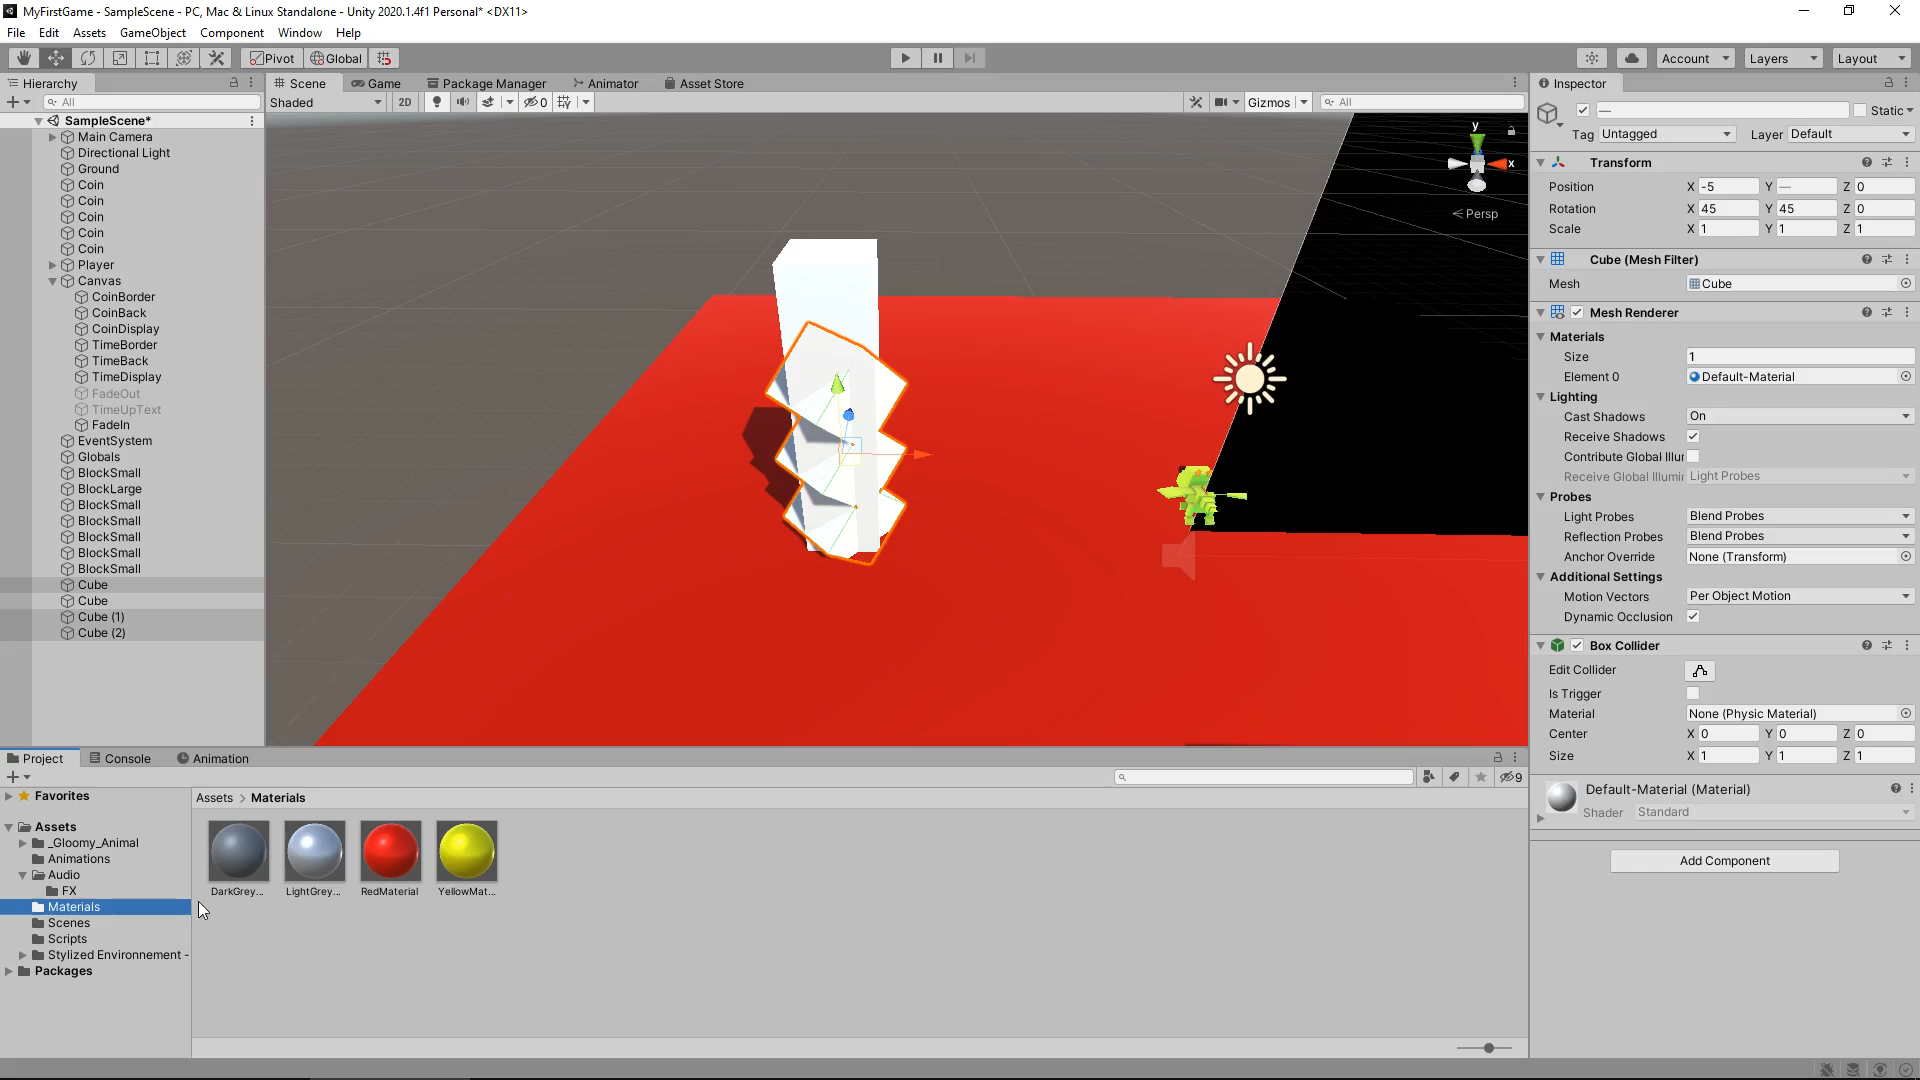 MyFirstGame - SampleScene - PC, Mac & Linux Standalone - Unity 2020.1.4f1 Personal* <DX11>
File Edit Assets GameObject Component Window Help
Pivot Global Account Layers Layout
Hierarchy
All
SampleScene*
Main Camera
Directional Light
Ground
Coin
Coin
Coin
Coin
Coin
Player
Canvas
CoinBorder
CoinBack
CoinDisplay
TimeBorder
TimeBack
TimeDisplay
FadeOut
TimeUpText
FadeIn
EventSystem
Globals
BlockSmall
BlockLarge
BlockSmall
BlockSmall
BlockSmall
BlockSmall
BlockSmall
Cube
Cube
Cube (1)
Cube (2)
Scene Game Package Manager Animator Asset Store
Shaded 2D 0 Gizmos All
y
x
< Persp
Inspector
— Static
Tag Untagged Layer Default
Transform
Position X -5 Y — Z 0
Rotation X 45 Y 45 Z 0
Scale X 1 Y 1 Z 1
Cube (Mesh Filter)
Mesh Cube
Mesh Renderer
Materials
Size 1
Element 0 Default-Material
Lighting
Cast Shadows On
Receive Shadows
Contribute Global Illur
Receive Global Illumir Light Probes
Probes
Light Probes Blend Probes
Reflection Probes Blend Probes
Anchor Override None (Transform)
Additional Settings
Motion Vectors Per Object Motion
Dynamic Occlusion
Box Collider
Edit Collider
Is Trigger
Material None (Physic Material)
Center X 0 Y 0 Z 0
Size X 1 Y 1 Z 1
Default-Material (Material)
Shader Standard
Add Component
Project Console Animation
9
Favorites
Assets
_Gloomy_Animal
Animations
Audio
FX
Materials
Scenes
Scripts
Stylized Environnement -
Packages
Assets > Materials
DarkGrey... LightGrey... RedMaterial YellowMat...